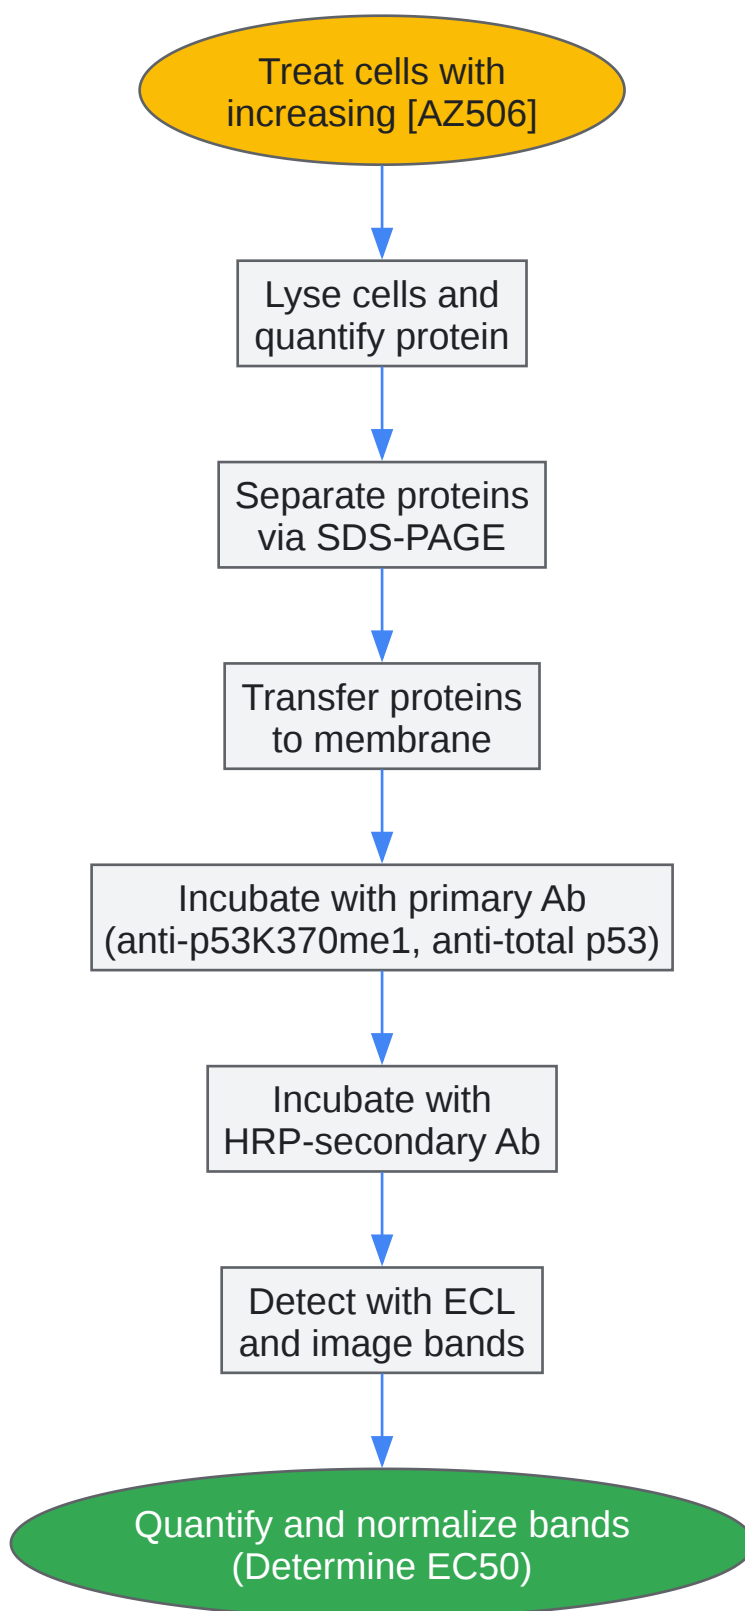 Treat cells with
increasing [AZ506]
Lyse cells and
quantify protein
Separate proteins
via SDS-PAGE
Transfer proteins
to membrane
Incubate with primary Ab
(anti-p53K370me1, anti-total p53)
Incubate with
HRP-secondary Ab
Detect with ECL
and image bands
Quantify and normalize bands
(Determine EC50)